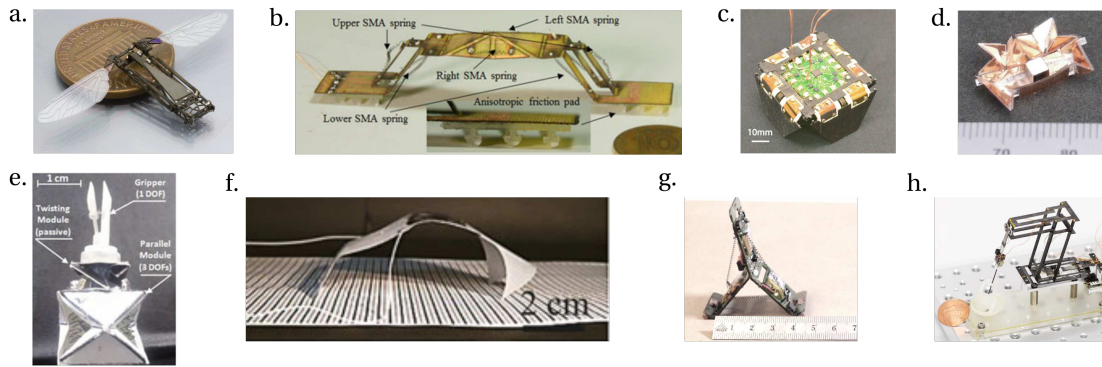 a.
b.
Upper SMA spring
Left SMA spring
Right SMA spring
Anisotropic friction pad
Lower SMA spring
c.
10mm
d.
70 80
e.
1 cm
Gripper
(1 DOF)
Twisting
Module
(passive)
Parallel
Module
(3 DOFs)
f.
2 cm
g.
1 2 3 4 5 6 7
h.